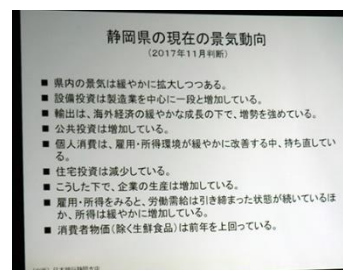 静岡県の現在の景気動向
(2017年11月判断)
■ 県内の景気は緩やかに拡大しつつある。
■ 設備投資は製造業を中心に一段と増加している。
■ 輸出は、海外経済の緩やかな成長の下で、増勢を強めている。
■ 公共投資は増加している。
■ 個人消費は、雇用・所得環境が緩やかに改善する中、持ち直してい
る。
■ 住宅投資は減少している。
■ こうした下で、企業の生産は増加している。
■ 雇用・所得をみると、労働需給は引き締まった状態が続いているほ
か、所得は緩やかに増加している。
■ 消費者物価(除く生鮮食品)は前年を上回っている。